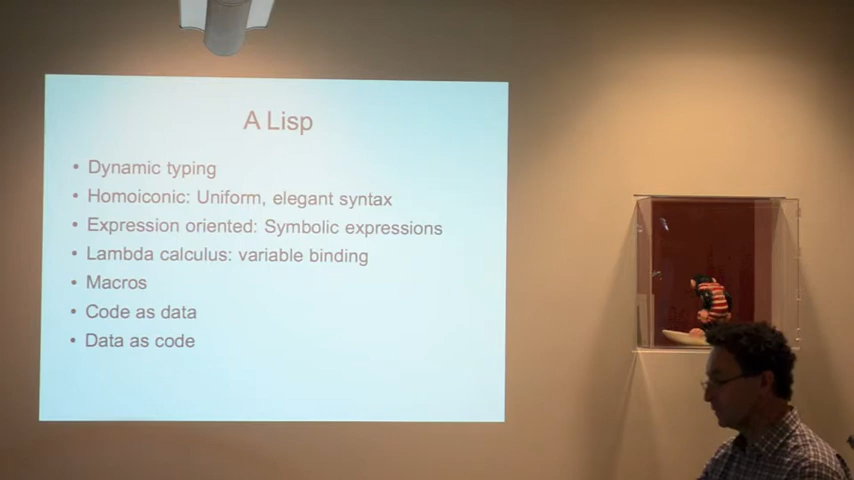 A Lisp
• Dynamic typing
• Homoiconic: Uniform, elegant syntax
• Expression oriented: Symbolic expressions
• Lambda calculus: variable binding
• Macros
• Code as data
• Data as code